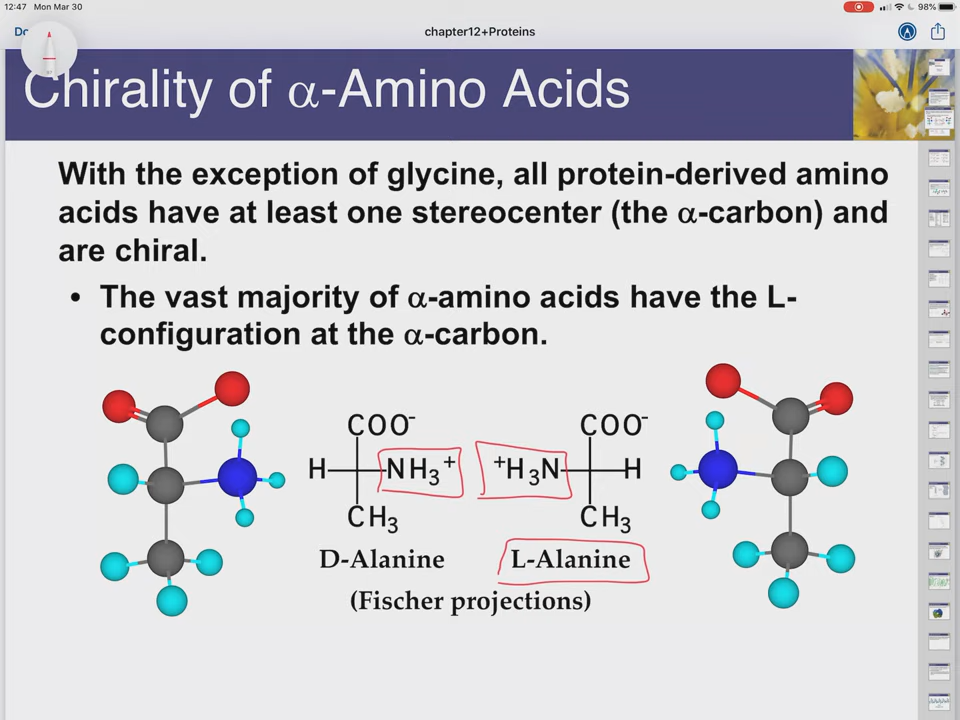 12:47 Mon Mar 30
98%
chapter12+Proteins
Chirality of α-Amino Acids
With the exception of glycine, all protein-derived amino
acids have at least one stereocenter (the α-carbon) and
are chiral.
• The vast majority of α-amino acids have the L-
configuration at the α-carbon.
COO⁻
H NH₃⁺
CH₃
D-Alanine
COO⁻
⁺H₃N H
CH₃
L-Alanine
(Fischer projections)